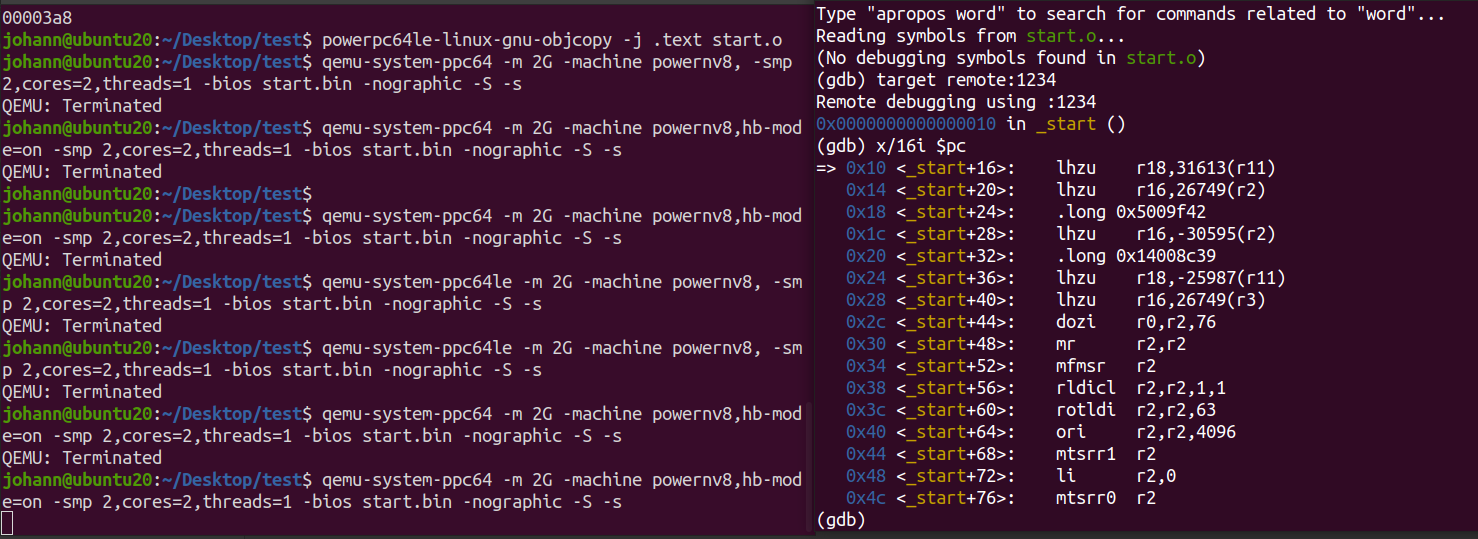 00003a8
johann@ubuntu20:~/Desktop/test$ powerpc64le-linux-gnu-objcopy -j .text start.o
johann@ubuntu20:~/Desktop/test$ qemu-system-ppc64 -m 2G -machine powernv8, -smp
2,cores=2,threads=1 -bios start.bin -nographic -S -s
QEMU: Terminated
johann@ubuntu20:~/Desktop/test$ qemu-system-ppc64 -m 2G -machine powernv8,hb-mod
e=on -smp 2,cores=2,threads=1 -bios start.bin -nographic -S -s
QEMU: Terminated
johann@ubuntu20:~/Desktop/test$
johann@ubuntu20:~/Desktop/test$ qemu-system-ppc64 -m 2G -machine powernv8,hb-mod
e=on -smp 2,cores=2,threads=1 -bios start.bin -nographic -S -s
QEMU: Terminated
johann@ubuntu20:~/Desktop/test$ qemu-system-ppc64le -m 2G -machine powernv8, -sm
p 2,cores=2,threads=1 -bios start.bin -nographic -S -s
QEMU: Terminated
johann@ubuntu20:~/Desktop/test$ qemu-system-ppc64le -m 2G -machine powernv8, -sm
p 2,cores=2,threads=1 -bios start.bin -nographic -S -s
QEMU: Terminated
johann@ubuntu20:~/Desktop/test$ qemu-system-ppc64 -m 2G -machine powernv8,hb-mod
e=on -smp 2,cores=2,threads=1 -bios start.bin -nographic -S -s
QEMU: Terminated
johann@ubuntu20:~/Desktop/test$ qemu-system-ppc64 -m 2G -machine powernv8,hb-mod
e=on -smp 2,cores=2,threads=1 -bios start.bin -nographic -S -s
Type "apropos word" to search for commands related to "word"...
Reading symbols from start.o...
(No debugging symbols found in start.o)
(gdb) target remote:1234
Remote debugging using :1234
0x0000000000000010 in _start ()
(gdb) x/16i $pc
=> 0x10 <_start+16>: lhzu r18,31613(r11)
0x14 <_start+20>: lhzu r16,26749(r2)
0x18 <_start+24>: .long 0x5009f42
0x1c <_start+28>: lhzu r16,-30595(r2)
0x20 <_start+32>: .long 0x14008c39
0x24 <_start+36>: lhzu r18,-25987(r11)
0x28 <_start+40>: lhzu r16,26749(r3)
0x2c <_start+44>: dozi r0,r2,76
0x30 <_start+48>: mr r2,r2
0x34 <_start+52>: mfmsr r2
0x38 <_start+56>: rldicl r2,r2,1,1
0x3c <_start+60>: rotldi r2,r2,63
0x40 <_start+64>: ori r2,r2,4096
0x44 <_start+68>: mtsrr1 r2
0x48 <_start+72>: li r2,0
0x4c <_start+76>: mtsrr0 r2
(gdb)